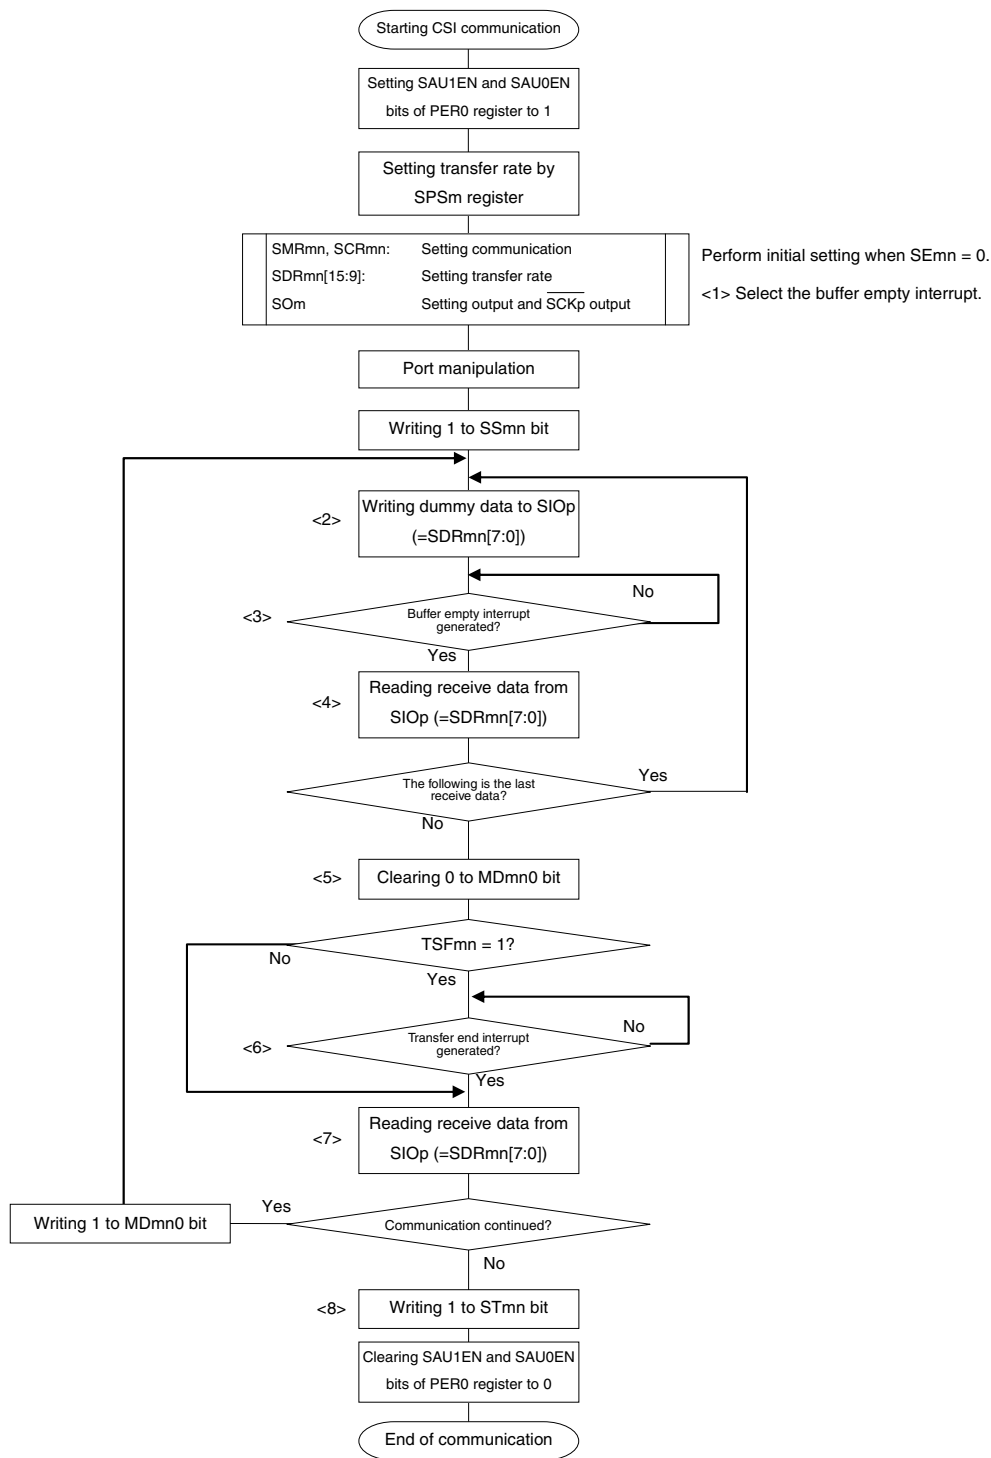 Starting CSI communication
Setting SAU1EN and SAU0EN
bits of PER0 register to 1
Setting transfer rate by
SPSm register
SMRmn, SCRmn: Setting communication
SDRmn[15:9]: Setting transfer rate
SOm Setting output and SCKp output
Perform initial setting when SEmn = 0.
<1> Select the buffer empty interrupt.
Port manipulation
Writing 1 to SSmn bit
<2>
Writing dummy data to SIOp
(=SDRmn[7:0])
No
<3>
Buffer empty interrupt
generated?
Yes
<4>
Reading receive data from
SIOp (=SDRmn[7:0])
The following is the last
receive data?
Yes
No
<5>
Clearing 0 to MDmn0 bit
TSFmn = 1?
No
Yes
No
<6>
Transfer end interrupt
generated?
Yes
<7>
Reading receive data from
SIOp (=SDRmn[7:0])
Yes
Writing 1 to MDmn0 bit
Communication continued?
No
<8>
Writing 1 to STmn bit
Clearing SAU1EN and SAU0EN
bits of PER0 register to 0
End of communication